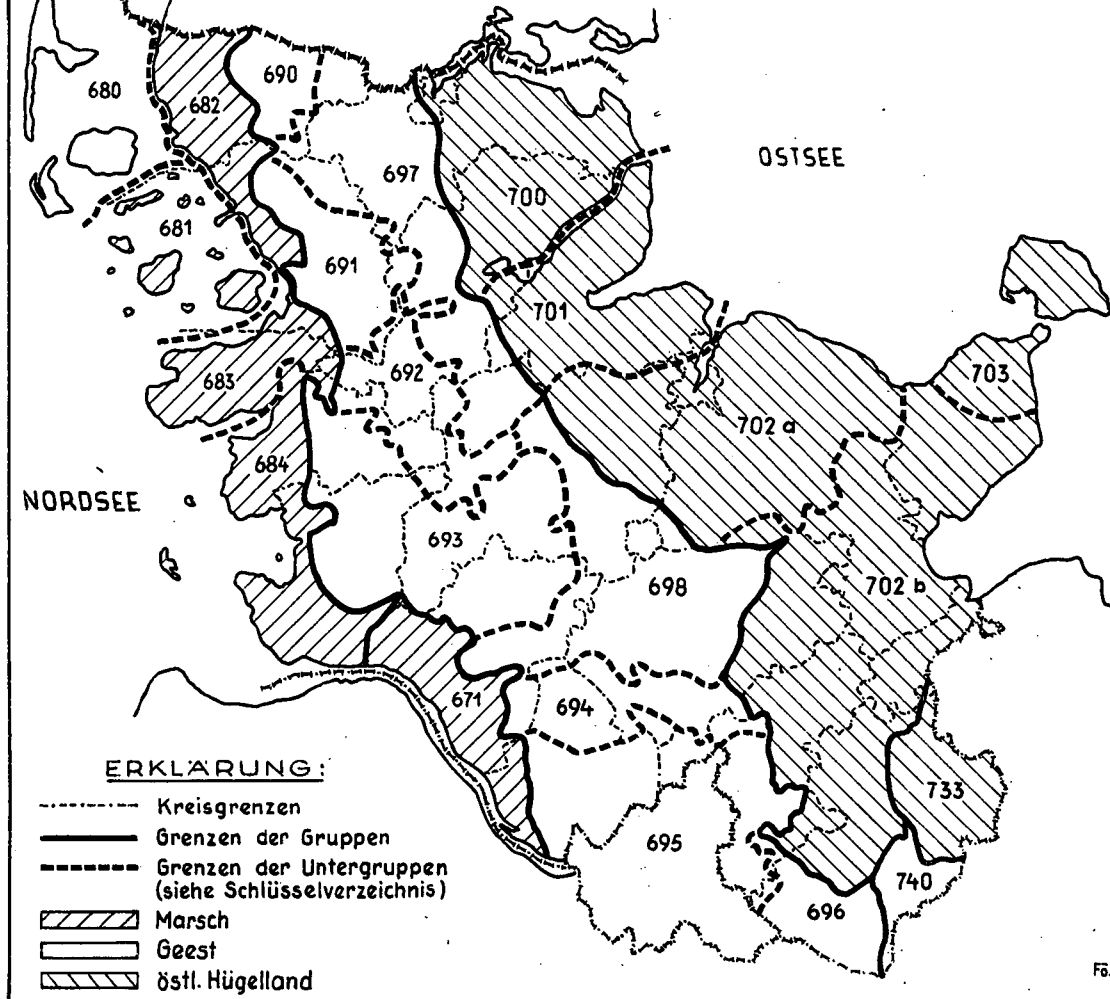 680
682
690
OSTSEE
697
700
681
691
701
683
692
703
702 a
684
NORDSEE
693
698
702 b
671
694
733
695
740
696
ERKLÄRUNG:
Kreisgrenzen
Grenzen der Gruppen
Grenzen der Untergruppen
(siehe Schlüsselverzeichnis)
Marsch
Geest
östl. Hügelland
Fö.